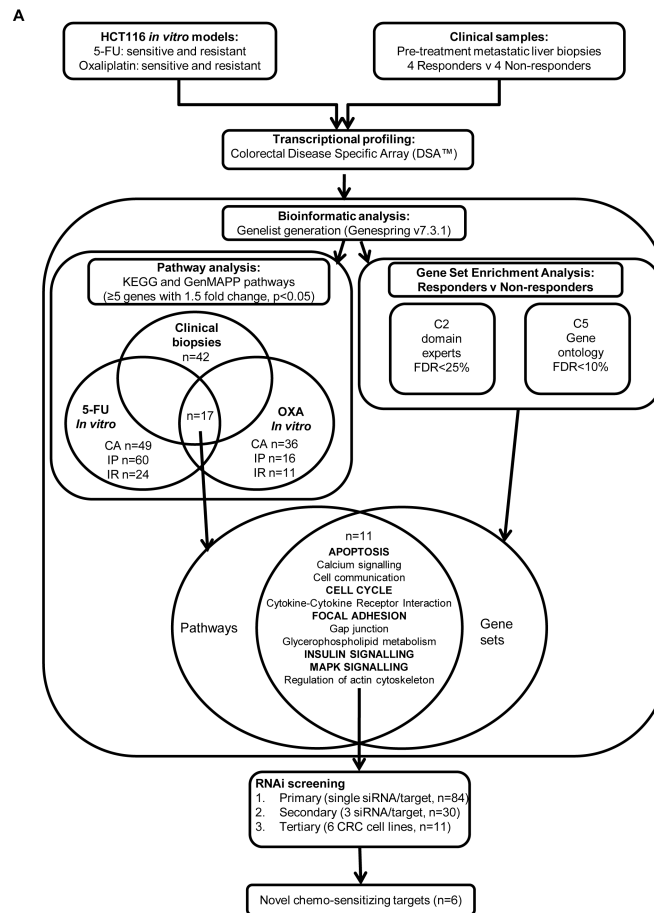 A
HCT116 in vitro models:
5-FU: sensitive and resistant
Oxaliplatin: sensitive and resistant
Clinical samples:
Pre-treatment metastatic liver biopsies
4 Responders v 4 Non-responders
Transcriptional profiling:
Colorectal Disease Specific Array (DSA™)
Bioinformatic analysis:
Genelist generation (Genespring v7.3.1)
Pathway analysis:
KEGG and GenMAPP pathways
(≥5 genes with 1.5 fold change, p<0.05)
Clinical
biopsies
n=42
n=17
5-FU
In vitro
CA n=49
IP n=60
IR n=24
OXA
In vitro
CA n=36
IP n=16
IR n=11
Gene Set Enrichment Analysis:
Responders v Non-responders
C2
domain
experts
FDR<25%
C5
Gene
ontology
FDR<10%
Pathways
n=11
APOPTOSIS
Calcium signalling
Cell communication
CELL CYCLE
Cytokine-Cytokine Receptor Interaction
FOCAL ADHESION
Gap junction
Glycerophospholipid metabolism
INSULIN SIGNALLING
MAPK SIGNALLING
Regulation of actin cytoskeleton
Gene
sets
RNAi screening
1. Primary (single siRNA/target, n=84)
2. Secondary (3 siRNA/target, n=30)
3. Tertiary (6 CRC cell lines, n=11)
Novel chemo-sensitizing targets (n=6)